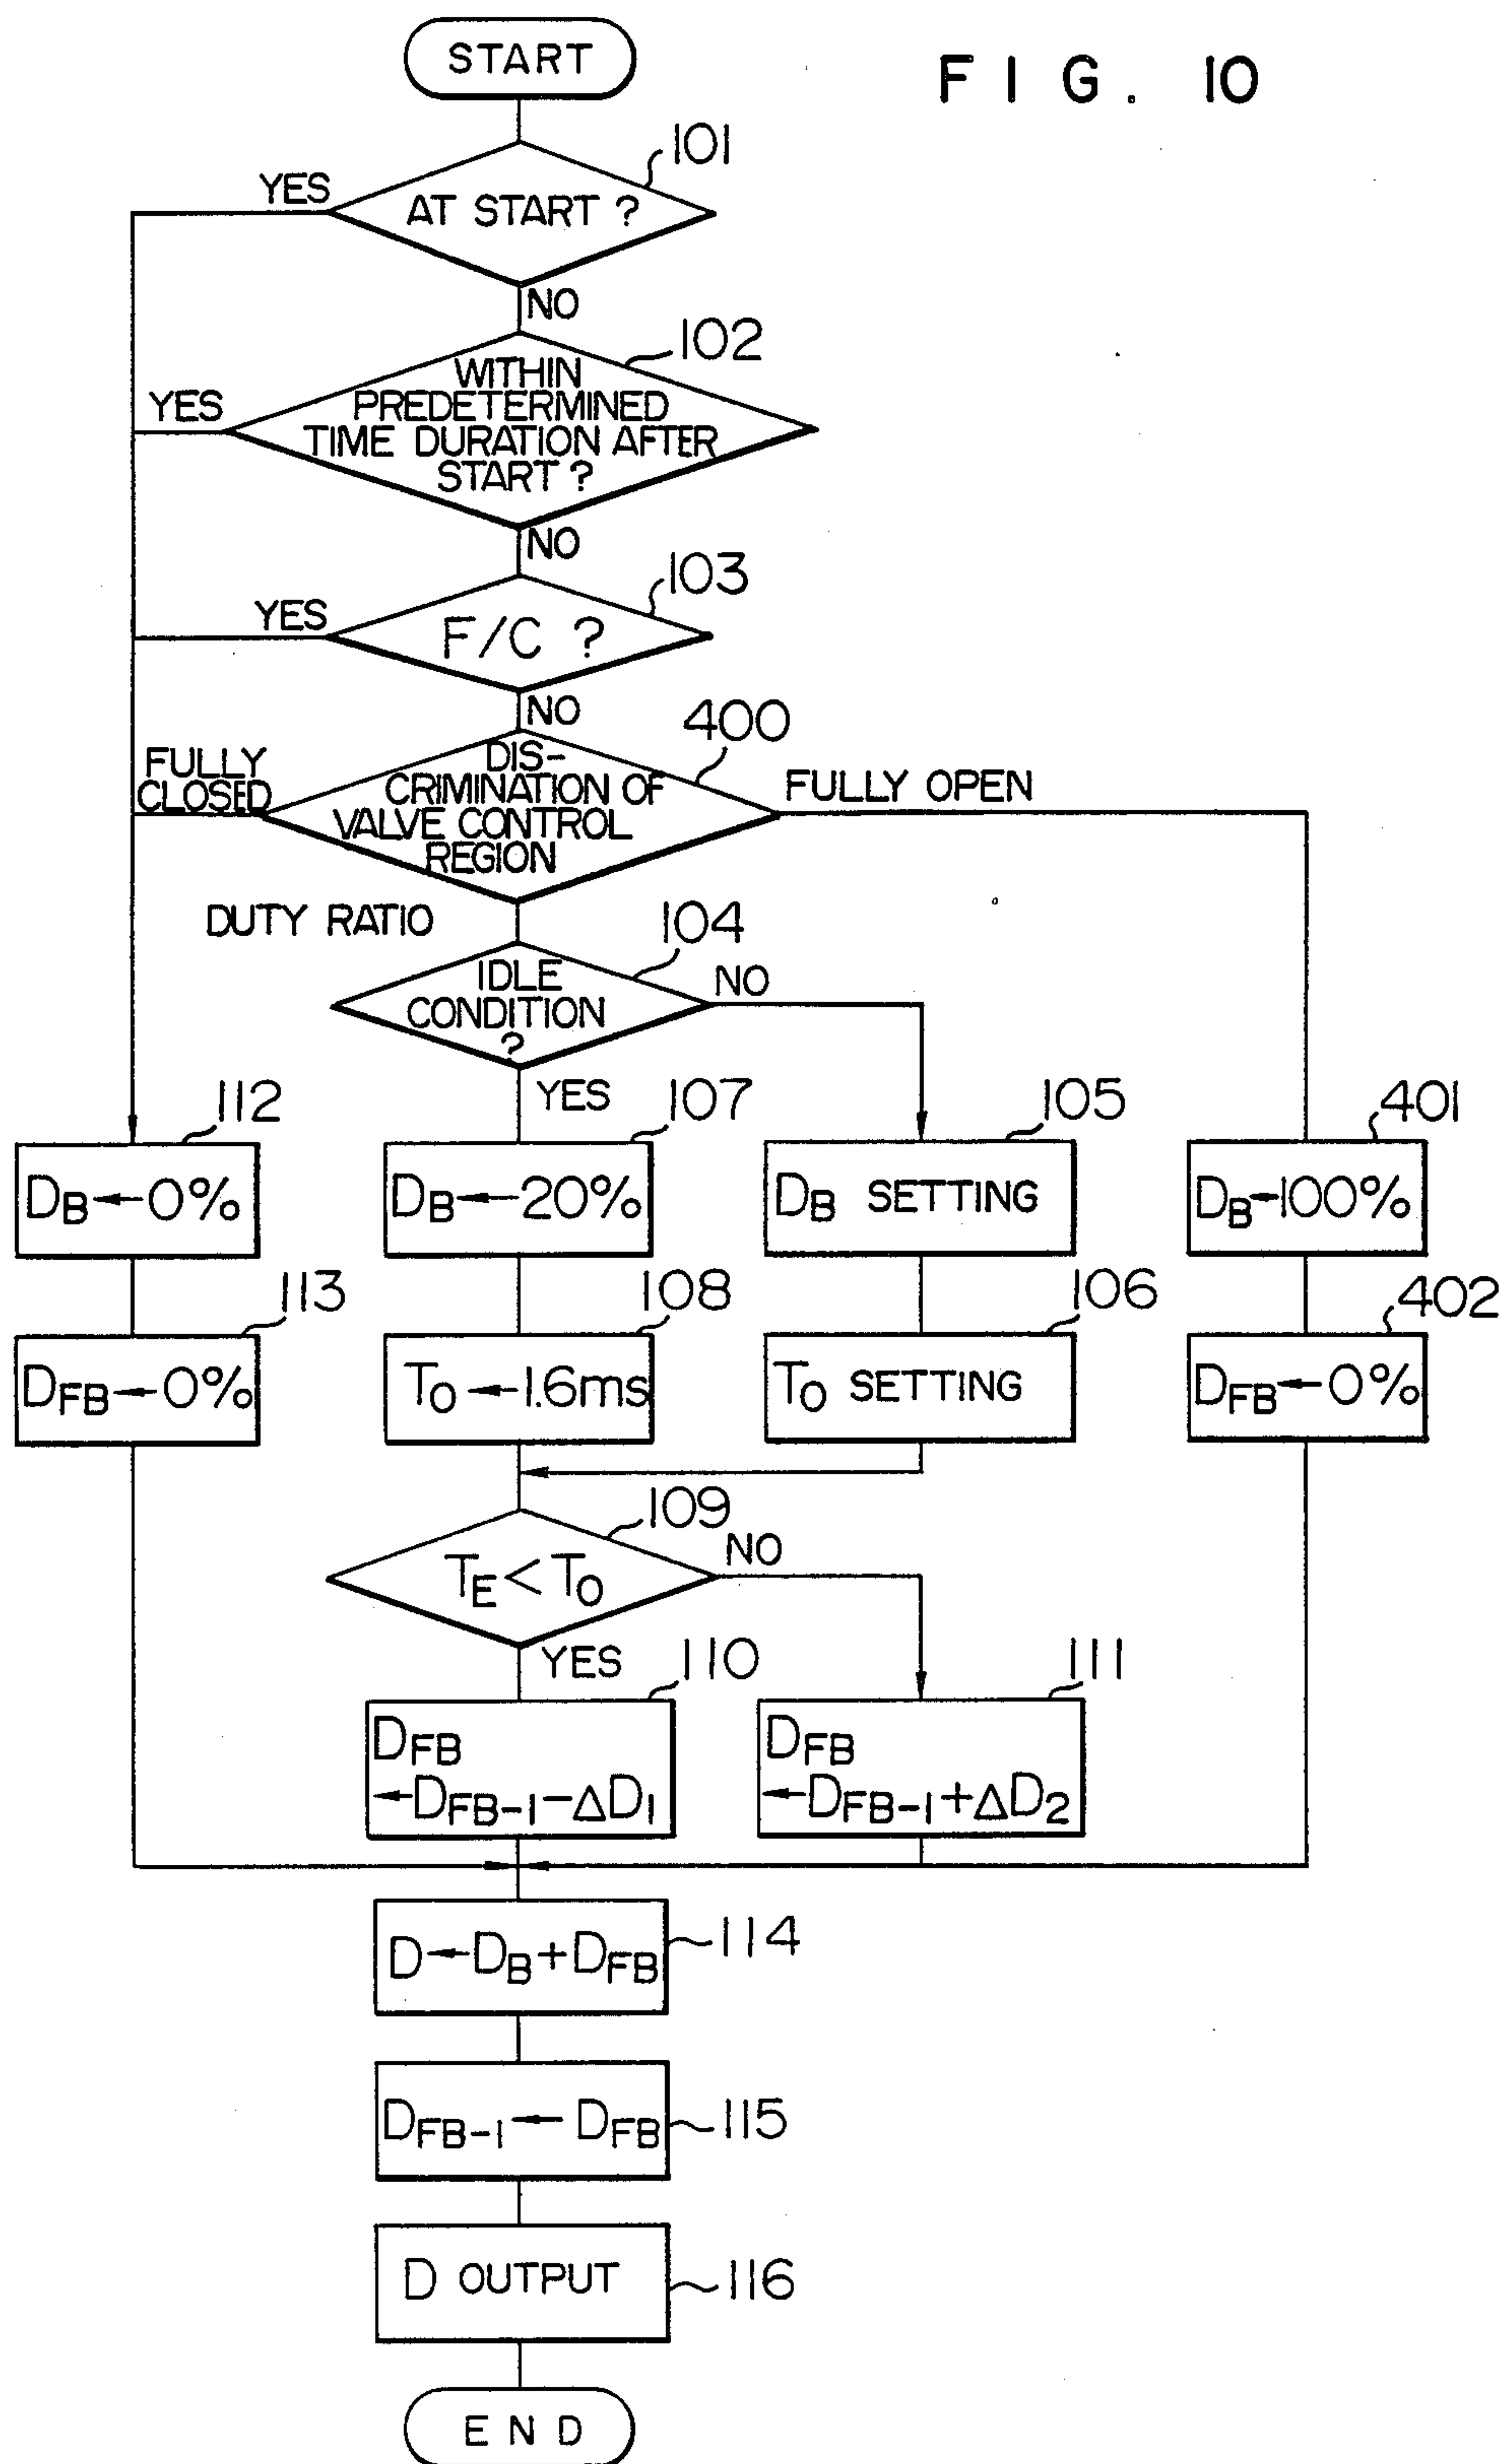 START
FIG. 10
101
YES
AT START ?
NO
102
WITHIN
PREDETERMINED
TIME DURATION AFTER
START ?
YES
NO
103
YES
F/C ?
NO
400
FULLY
CLOSED
DIS-
CRIMINATION OF
VALVE CONTROL
REGION
FULLY OPEN
DUTY RATIO
104
IDLE
CONDITION
?
NO
YES
112
107
105
401
DB←0%
DB←20%
DB SETTING
DB←100%
113
108
106
402
DFB←0%
TO←1.6ms
TO SETTING
DFB←0%
109
TE<TO
NO
YES
110
111
DFB
←DFB-1-ΔD1
DFB
←DFB-1+ΔD2
D←DB+DFB
114
DFB-1←DFB
115
D OUTPUT
116
END